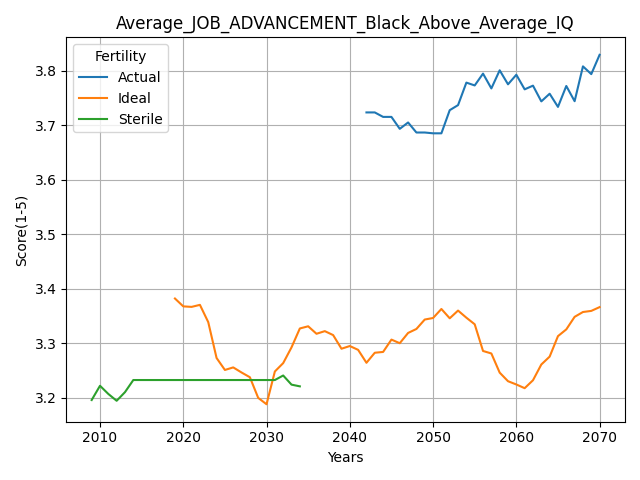 Average_JOB_ADVANCEMENT_Black_Above_Average_IQ
Fertility
Actual
Ideal
Sterile
Score(1-5)
3.8
3.7
3.6
3.5
3.4
3.3
3.2
2010 2020 2030 2040 2050 2060 2070
Years